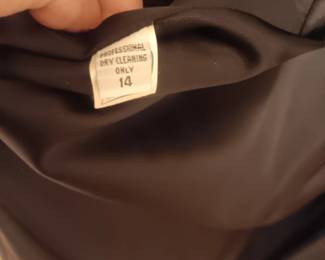 PROFESSIONAL
DRY CLEANING
ONLY
14